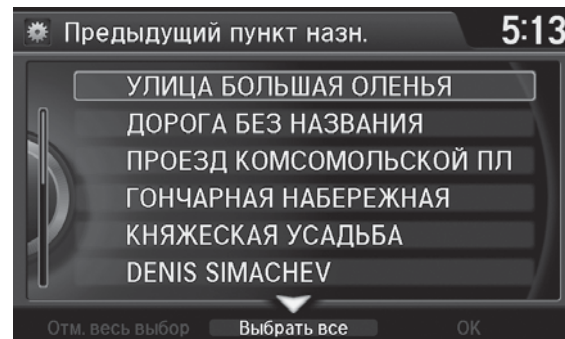 Предыдущий пункт назн. 5:13
УЛИЦА БОЛЬШАЯ ОЛЕНЬЯ
ДОРОГА БЕЗ НАЗВАНИЯ
ПРОЕЗД КОМСОМОЛЬСКОЙ ПЛ
ГОНЧАРНАЯ НАБЕРЕЖНАЯ
КНЯЖЕСКАЯ УСАДЬБА
DENIS SIMACHEV
Отм. весь выбор Выбрать все OK